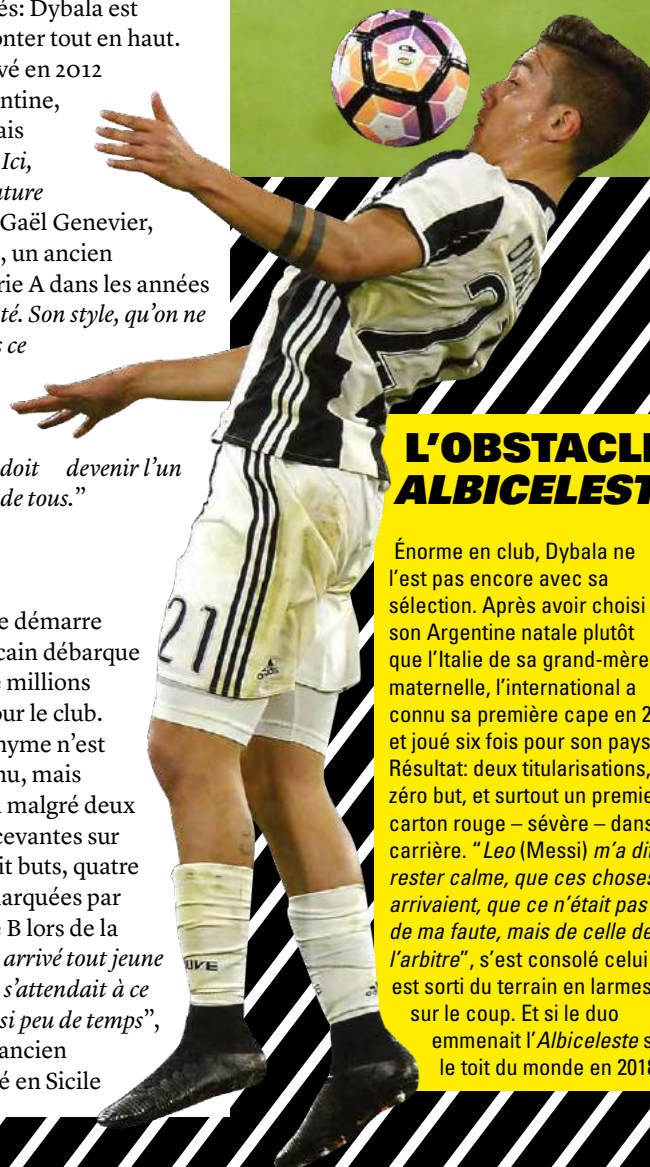 és: Dybala est
onter tout en haut.
vé en 2012
ntine,
ais
Ici,
ature
Gaël Genevier,
, un ancien
rie A dans les années
té. Son style, qu'on ne
s ce
doit devenir l'un
de tous."
e démarre
cain débarque
e millions
our le club.
nyme n'est
nu, mais
n malgré deux
cevantes sur
it buts, quatre
arquées par
e B lors de la
arrivé tout jeune
s'attendait à ce
si peu de temps",
ancien
é en Sicile
21
21
adidas
UVE
L'OBSTACLE
ALBICELEST
Énorme en club, Dybala ne
l'est pas encore avec sa
sélection. Après avoir choisi
son Argentine natale plutôt
que l'Italie de sa grand-mère
maternelle, l'international a
connu sa première cape en 2
et joué six fois pour son pays
Résultat: deux titularisations,
zéro but, et surtout un premie
carton rouge – sévère – dans
carrière. "Leo (Messi) m'a dit
rester calme, que ces choses
arrivaient, que ce n'était pas
de ma faute, mais de celle de
l'arbitre", s'est consolé celui
est sorti du terrain en larmes
sur le coup. Et si le duo
emmenait l'Albiceleste s
le toit du monde en 2018